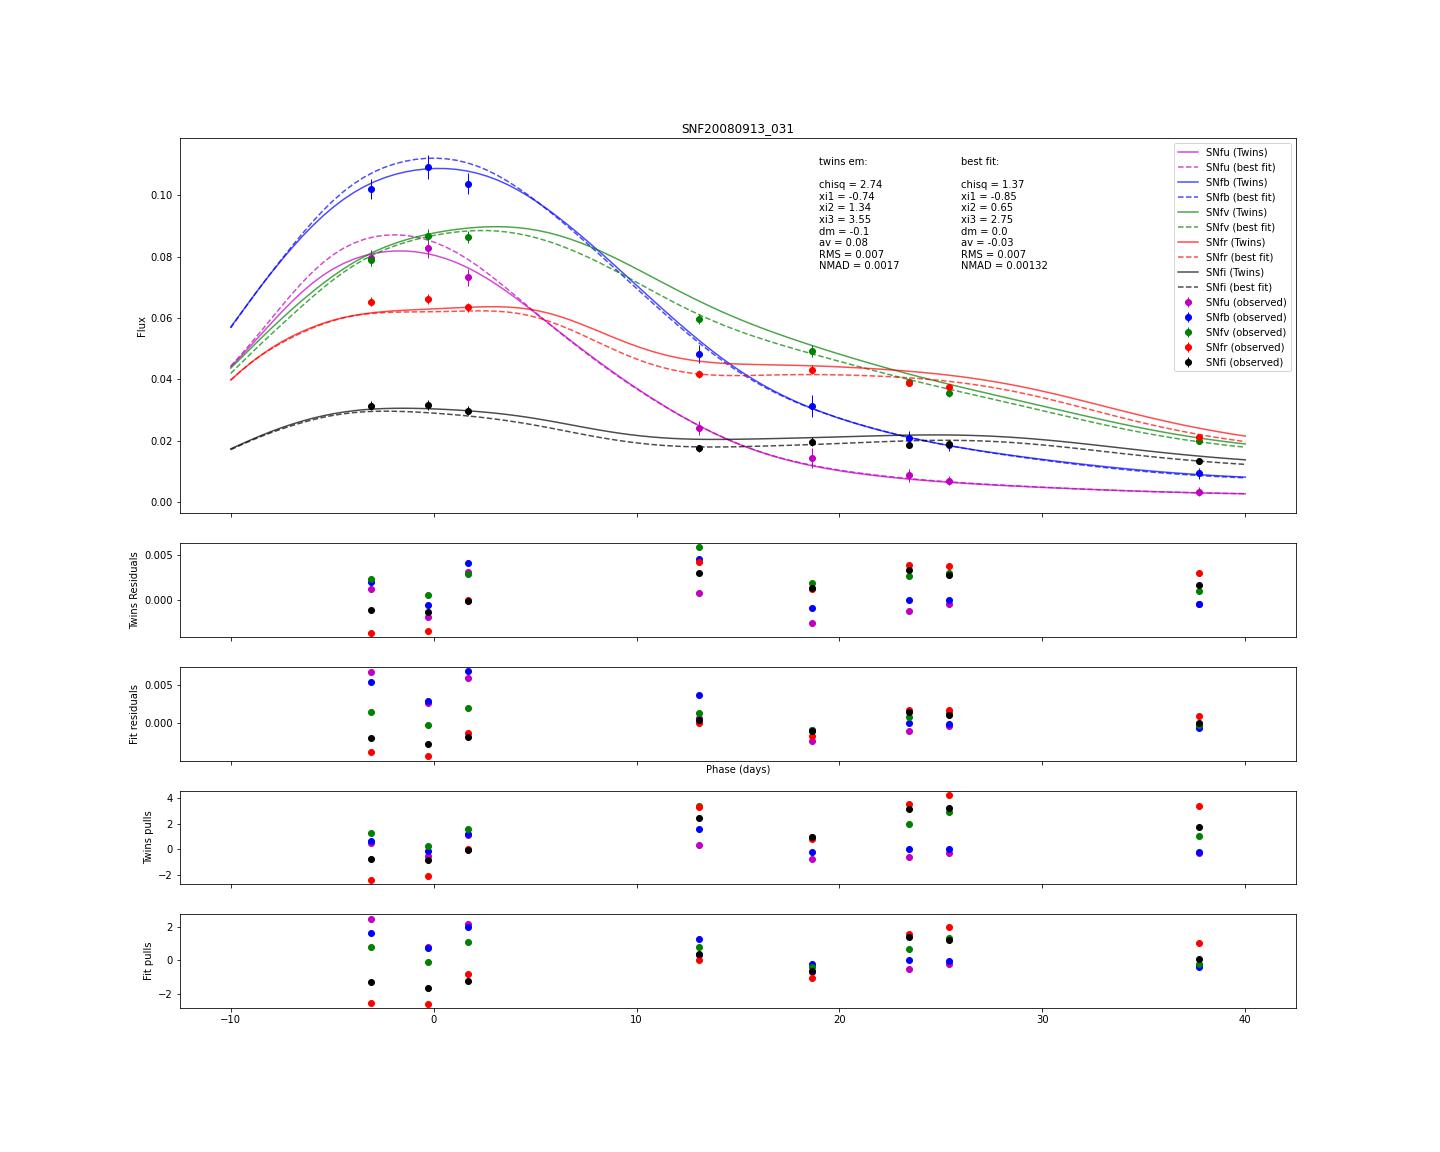 SNF20080913_031
twins em:
chisq = 2.74
xi1 = -0.74
xi2 = 1.34
xi3 = 3.55
dm = -0.1
av = 0.08
RMS = 0.007
NMAD = 0.0017
best fit:
chisq = 1.37
xi1 = -0.85
xi2 = 0.65
xi3 = 2.75
dm = 0.0
av = -0.03
RMS = 0.007
NMAD = 0.00132
SNfu (Twins)
SNfu (best fit)
SNfb (Twins)
SNfb (best fit)
SNfv (Twins)
SNfv (best fit)
SNfr (Twins)
SNfr (best fit)
SNfi (Twins)
SNfi (best fit)
SNfu (observed)
SNfb (observed)
SNfv (observed)
SNfr (observed)
SNfi (observed)
Flux
0.10
0.08
0.06
0.04
0.02
0.00
Twins Residuals
0.005
0.000
Fit residuals
0.005
0.000
Phase (days)
Twins pulls
4
2
0
−2
Fit pulls
2
0
−2
−10
0
10
20
30
40